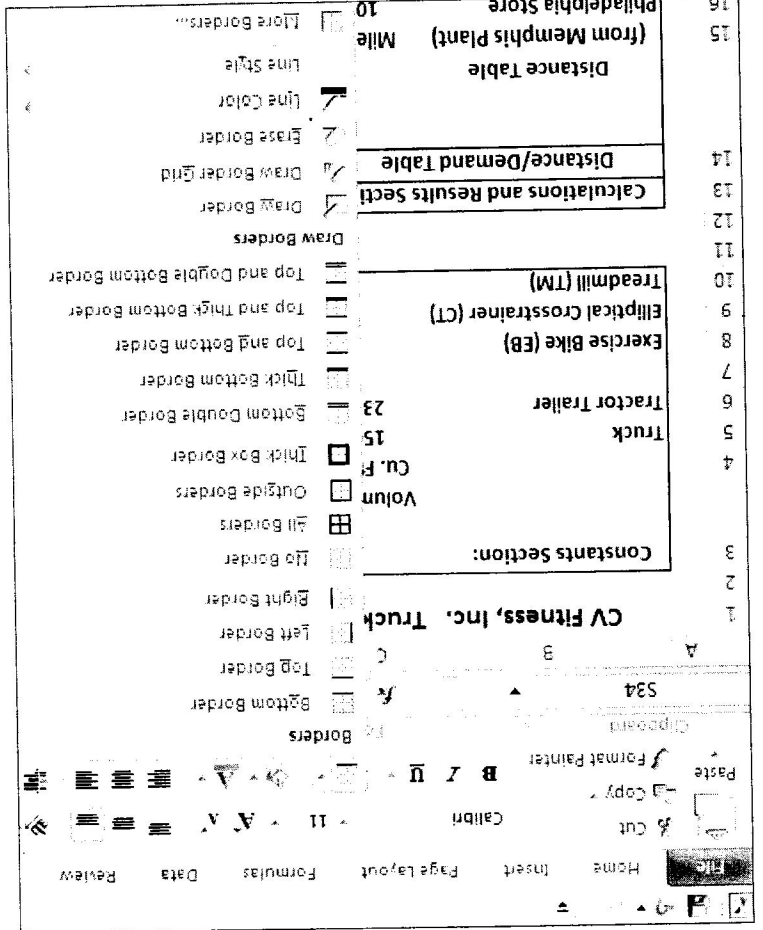 File Home Insert Page Layout Formulas Data Review
Paste
Cut
Copy
Format Painter
Clipboard
Calibri 11 A A
B I U A
S34 fx
A B C
1 CV Fitness, Inc. Truck
2
3 Constants Section:
Volum
4 Cu. F
5 Truck 15
6 Tractor Trailer 23
7
8 Exercise Bike (EB)
9 Elliptical Crosstrainer (CT)
10 Treadmill (TM)
11
12
13 Calculations and Results Secti
14 Distance/Demand Table
Distance Table
15 (from Memphis Plant) Mile
16 Philadelphia Store 10
Borders
Bottom Border
Top Border
Left Border
Right Border
No Border
All Borders
Outside Borders
Thick Box Border
Bottom Double Border
Thick Bottom Border
Top and Bottom Border
Top and Thick Bottom Border
Top and Double Bottom Border
Draw Borders
Draw Border
Draw Border Grid
Erase Border
Line Color
Line Style
More Borders...